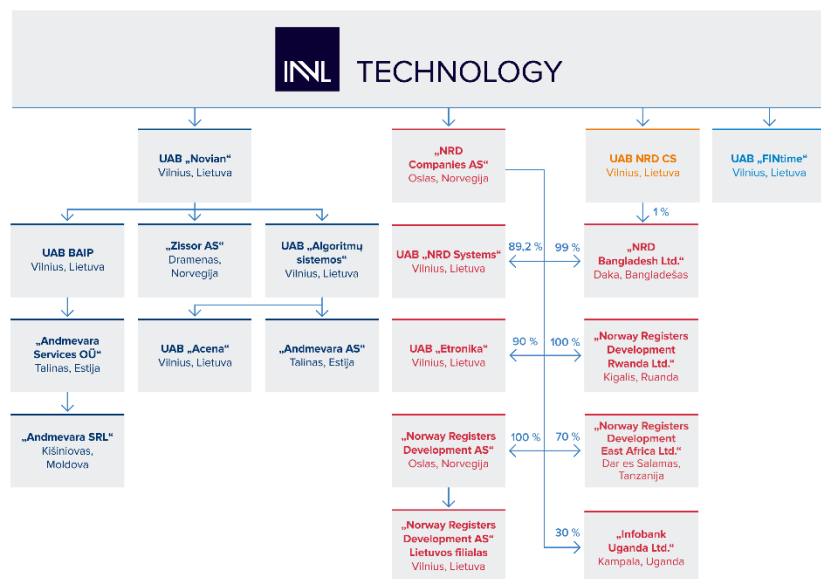 INVL TECHNOLOGY
UAB „Novian“
Vilnius, Lietuva
„NRD
Companies AS“
Oslas, Norvegija
UAB NRD CS
Vilnius, Lietuva
UAB „FINtime“
Vilnius, Lietuva
1 %
UAB BAIP
Vilnius, Lietuva
„Zissor AS“
Dramenas,
Norvegija
UAB „Algoritmų
sistemos“
Vilnius, Lietuva
UAB „NRD Systems“
Vilnius, Lietuva
89,2 %
99 %
„NRD
Bangladesh Ltd.“
Daka, Bangladešas
„Andmevara
Services OÜ“
Talinas, Estija
UAB „Acena“
Vilnius, Lietuva
„Andmevara AS“
Talinas, Estija
UAB „Etronika“
Vilnius, Lietuva
90 %
100 %
„Norway Registers
Development
Rwanda Ltd.“
Kigalis, Ruanda
„Andmevara SRL“
Kišiniovas,
Moldova
„Norway Registers
Development AS“
Oslas, Norvegija
100 %
70 %
„Norway Registers
Development
East Africa Ltd.“
Dar es Salamas,
Tanzanija
„Norway Registers
Development AS“
Lietuvos filialas
Vilnius, Lietuva
30 %
„Infobank
Uganda Ltd.“
Kampala, Uganda